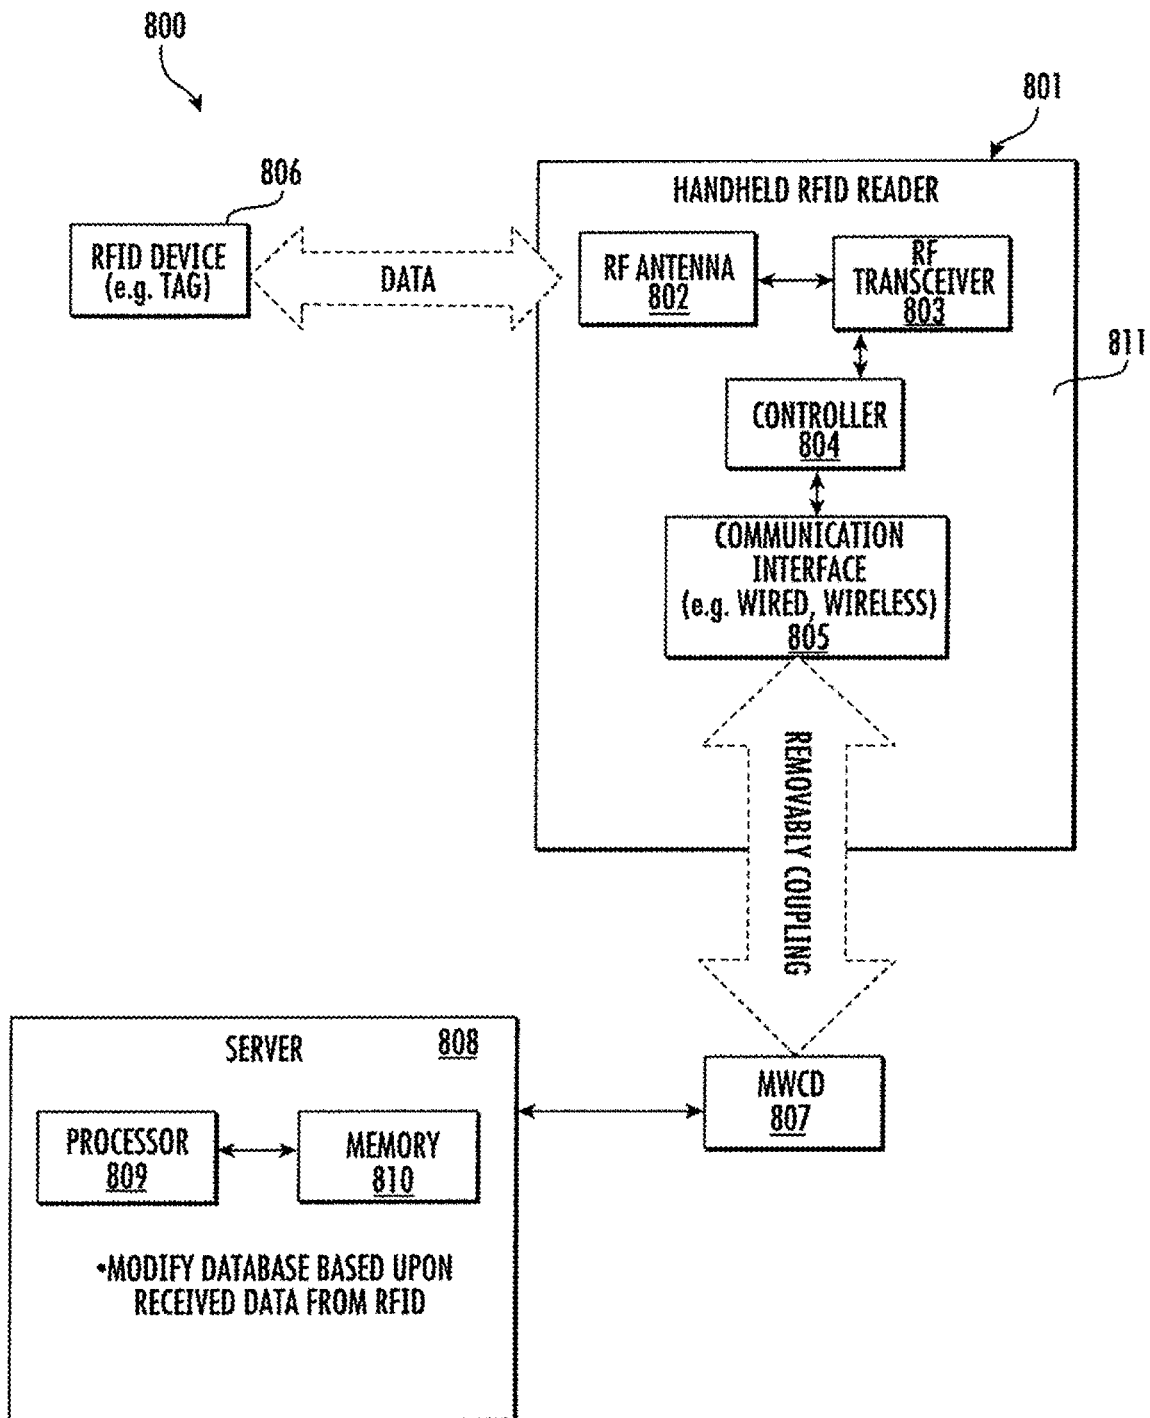 800
801
806
HANDHELD RFID READER
RFID DEVICE
(e.g. TAG)
DATA
RF ANTENNA
802
RF
TRANSCEIVER
803
811
CONTROLLER
804
COMMUNICATION
INTERFACE
(e.g. WIRED, WIRELESS)
805
REMOVABLY COUPLING
SERVER
808
MWCD
807
PROCESSOR
809
MEMORY
810
•MODIFY DATABASE BASED UPON
RECEIVED DATA FROM RFID